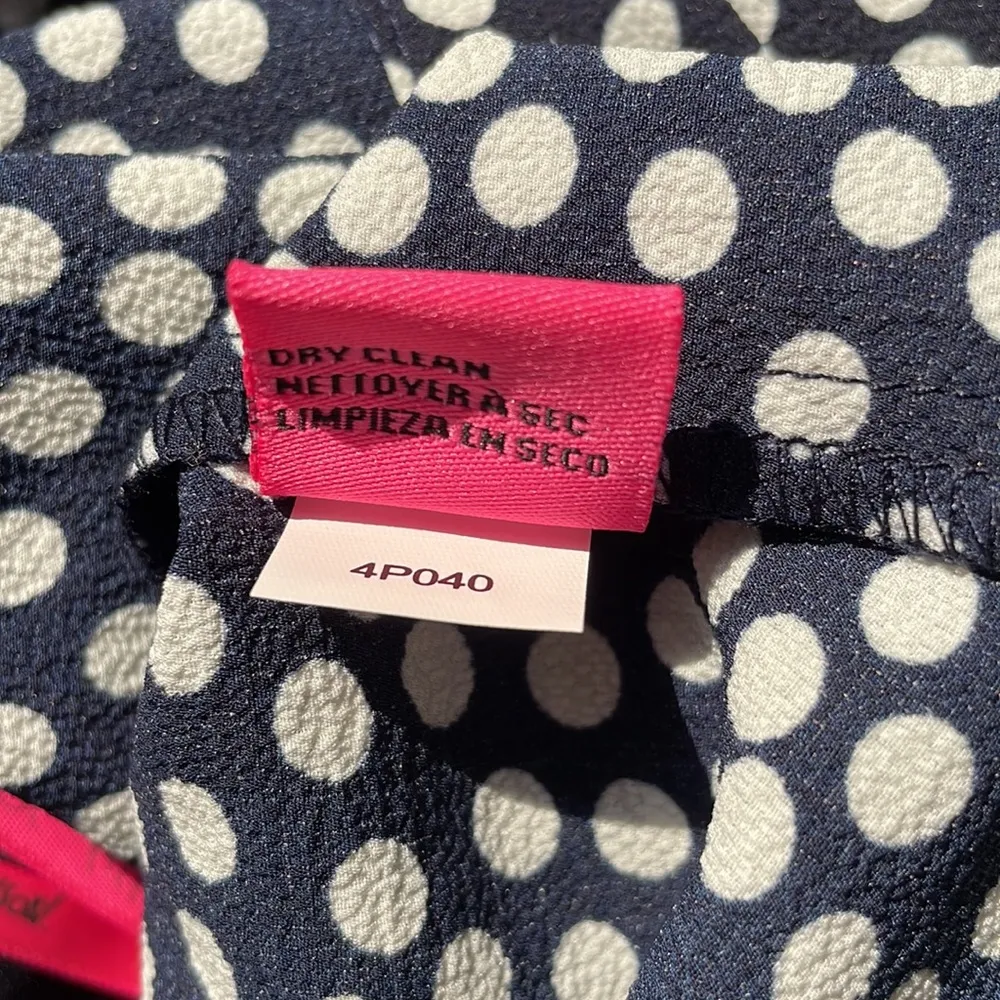 DRY CLEAN
NETTOYER A SEC
LIMPIEZA EN SECO
4P040